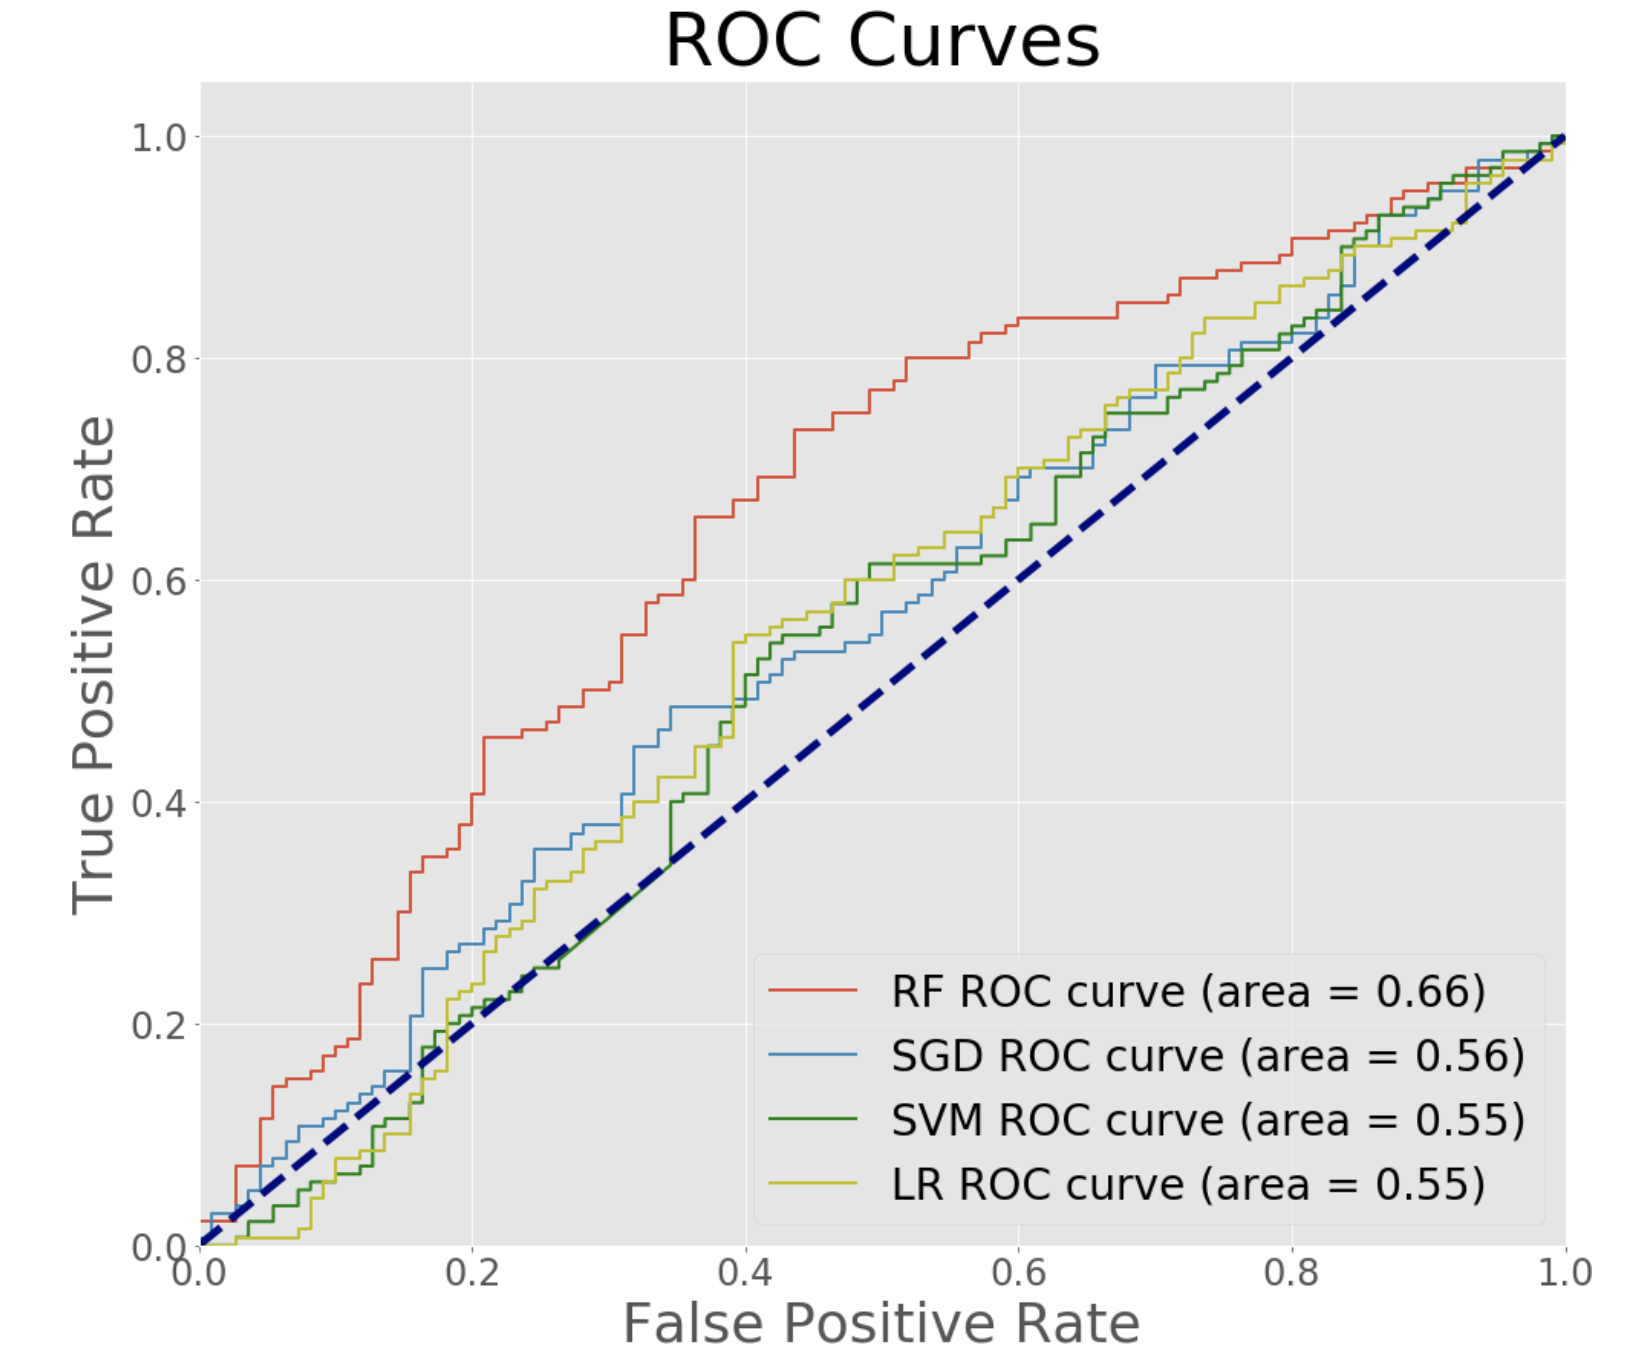 ROC Curves
1.0
0.8
0.6
0.4
0.2
0.0
True Positive Rate
RF ROC curve (area = 0.66)
SGD ROC curve (area = 0.56)
SVM ROC curve (area = 0.55)
LR ROC curve (area = 0.55)
0.0 0.2 0.4 0.6 0.8 1.0
False Positive Rate